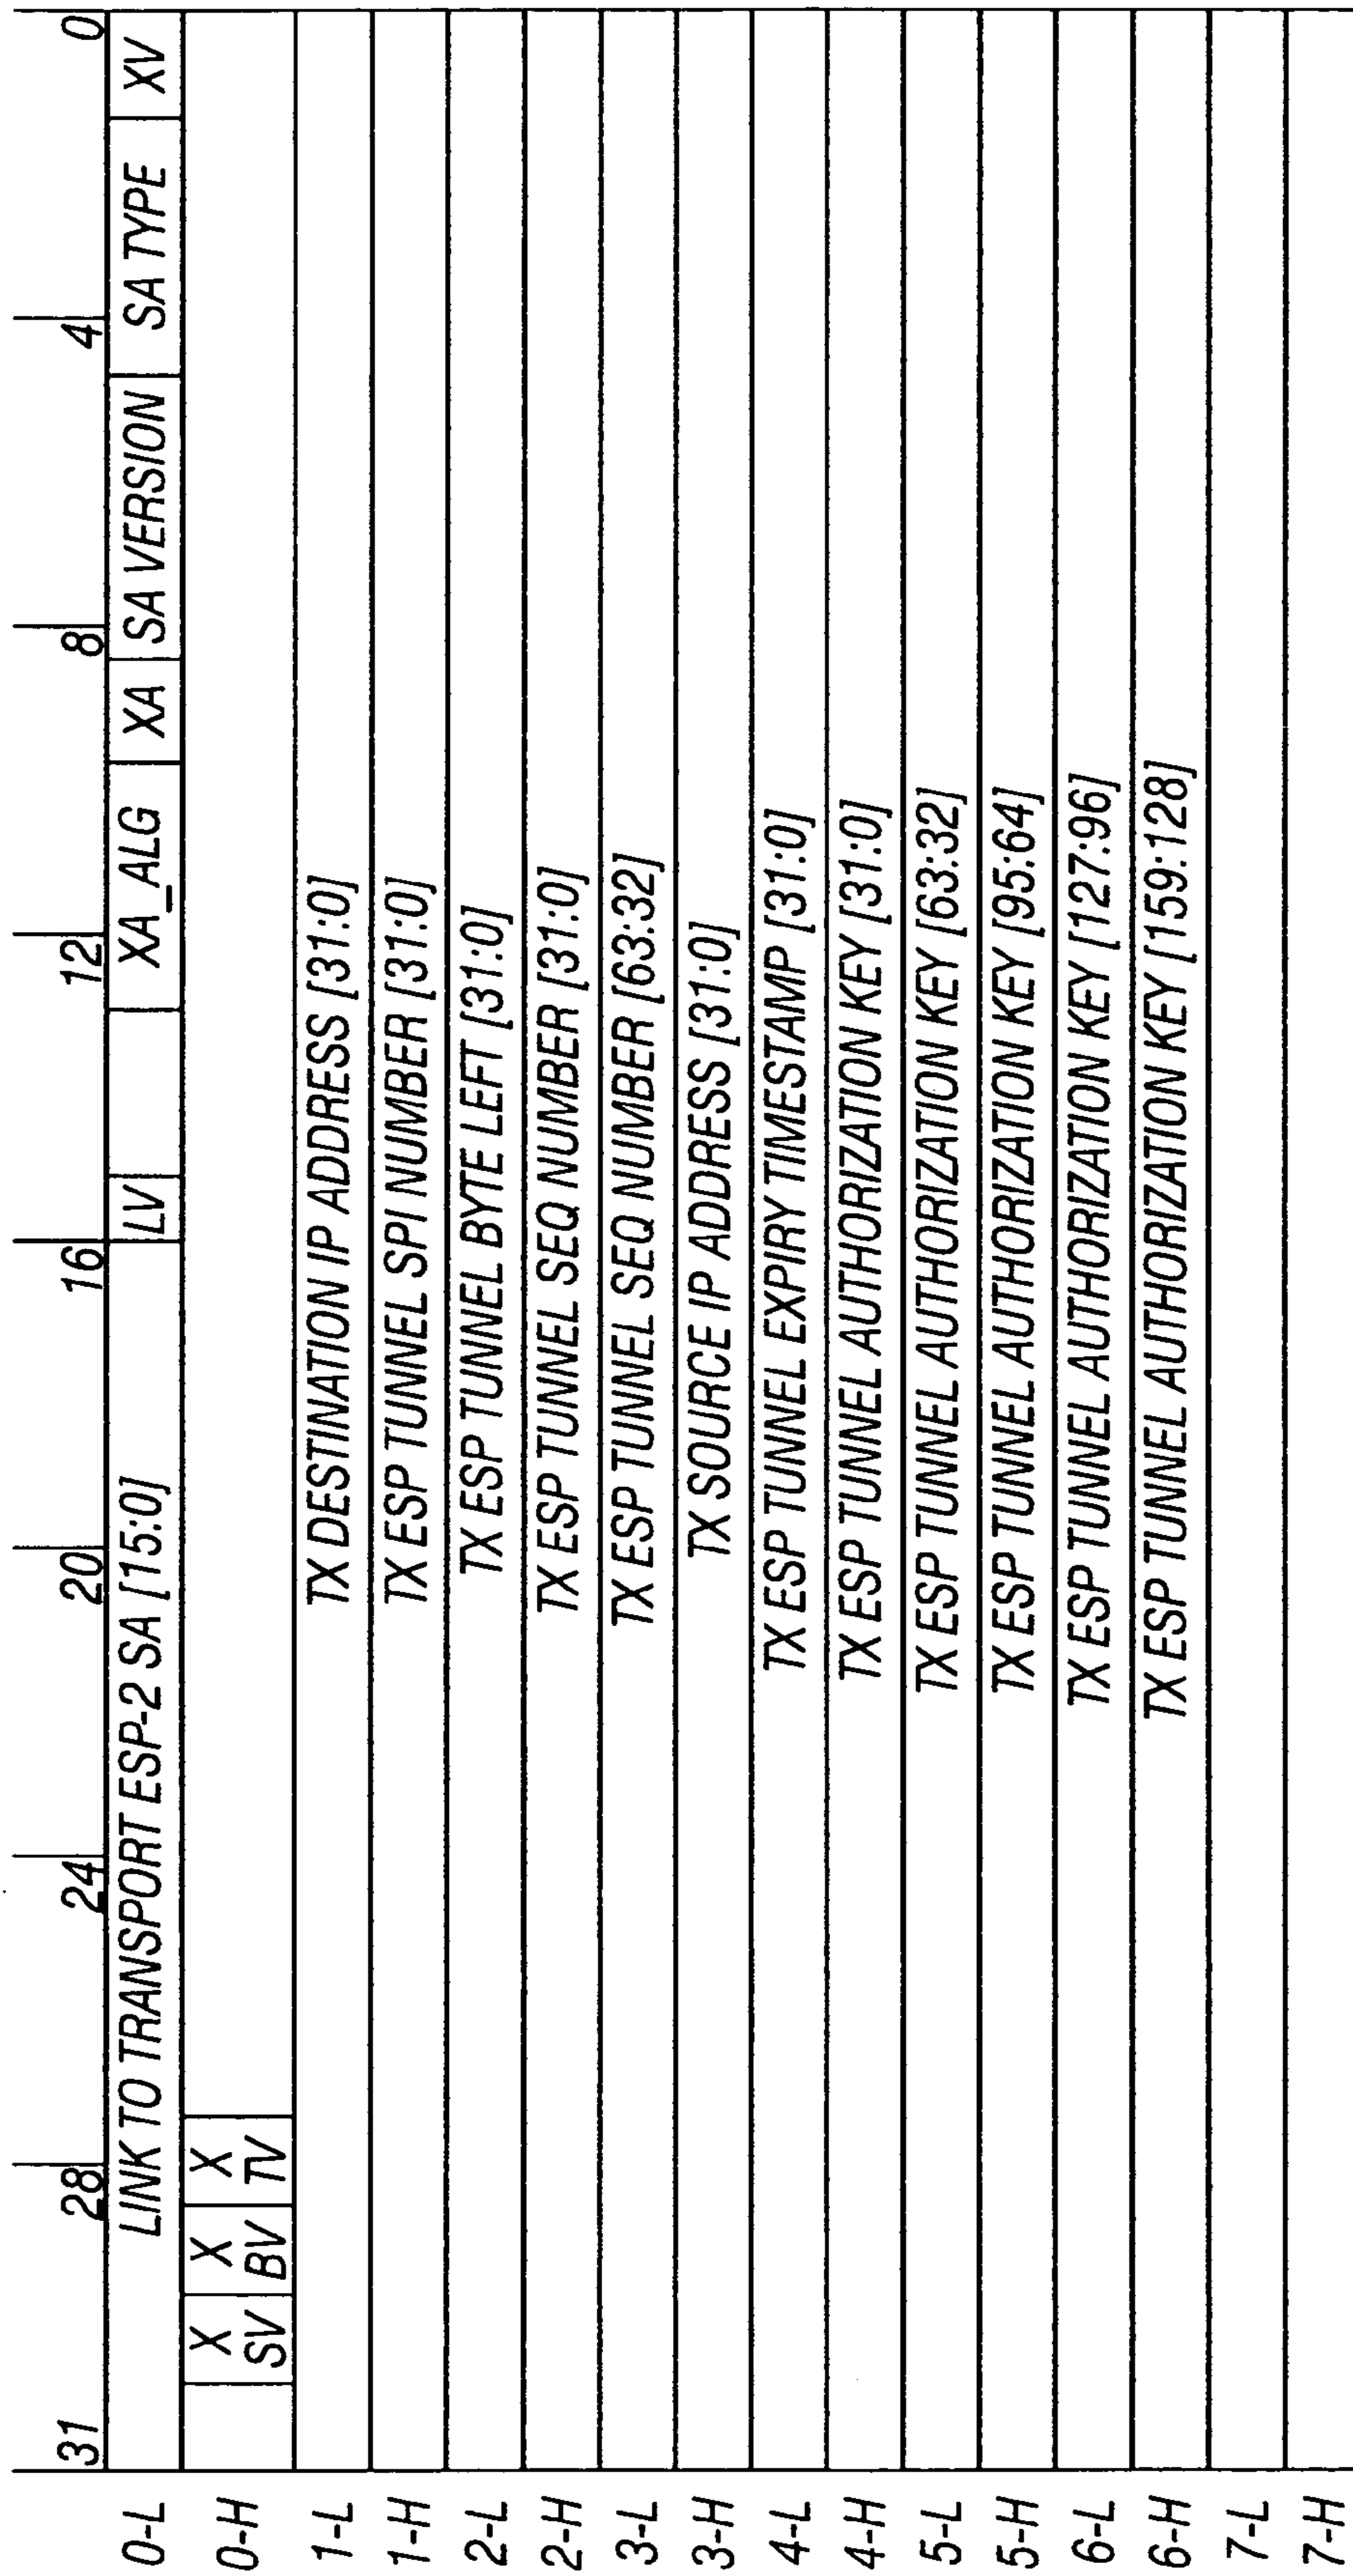 31 28 24 20 16 12 8 4 0
0-L LINK TO TRANSPORT ESP-2 SA [15:0] LV XA_ALG XA SA VERSION SA TYPE XV
0-H X SV X BV X TV
1-L TX DESTINATION IP ADDRESS [31:0]
1-H TX ESP TUNNEL SPI NUMBER [31:0]
2-L TX ESP TUNNEL BYTE LEFT [31:0]
2-H TX ESP TUNNEL SEQ NUMBER [31:0]
3-L TX ESP TUNNEL SEQ NUMBER [63:32]
3-H TX SOURCE IP ADDRESS [31:0]
4-L TX ESP TUNNEL EXPIRY TIMESTAMP [31:0]
4-H TX ESP TUNNEL AUTHORIZATION KEY [31:0]
5-L TX ESP TUNNEL AUTHORIZATION KEY [63:32]
5-H TX ESP TUNNEL AUTHORIZATION KEY [95:64]
6-L TX ESP TUNNEL AUTHORIZATION KEY [127:96]
6-H TX ESP TUNNEL AUTHORIZATION KEY [159:128]
7-L
7-H